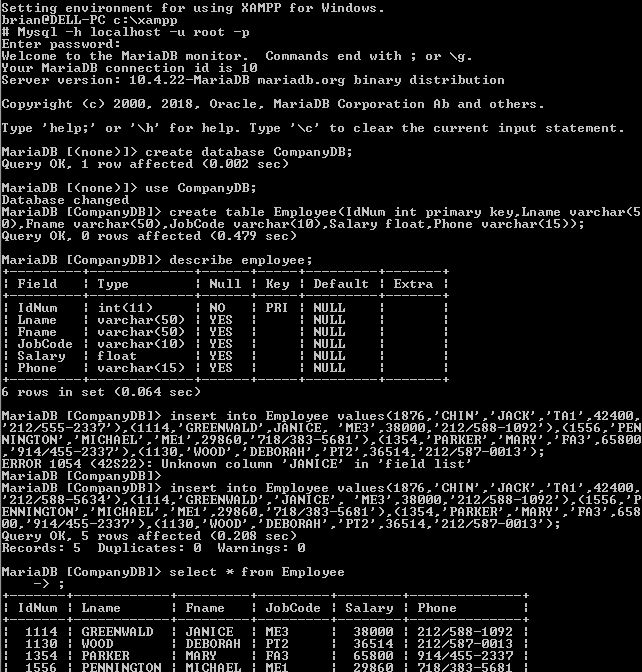 Setting environment for using XAMPP for Windows.
brian@DELL-PC c:\xampp
# Mysql -h localhost -u root -p
Enter password:
Welcome to the MariaDB monitor.  Commands end with ; or \g.
Your MariaDB connection id is 10
Server version: 10.4.22-MariaDB mariadb.org binary distribution

Copyright (c) 2000, 2018, Oracle, MariaDB Corporation Ab and others.

Type 'help;' or '\h' for help. Type '\c' to clear the current input statement.

MariaDB [(none)]> create database CompanyDB;
Query OK, 1 row affected (0.002 sec)

MariaDB [(none)]> use CompanyDB;
Database changed
MariaDB [CompanyDB]> create table Employee(IdNum int primary key,Lname varchar(5
0),Fname varchar(50),JobCode varchar(10),Salary float,Phone varchar(15));
Query OK, 0 rows affected (0.479 sec)

MariaDB [CompanyDB]> describe employee;
+---------+-------------+------+-----+---------+-------+
| Field   | Type        | Null | Key | Default | Extra |
+---------+-------------+------+-----+---------+-------+
| IdNum   | int(11)     | NO   | PRI | NULL    |       |
| Lname   | varchar(50) | YES  |     | NULL    |       |
| Fname   | varchar(50) | YES  |     | NULL    |       |
| JobCode | varchar(10) | YES  |     | NULL    |       |
| Salary  | float       | YES  |     | NULL    |       |
| Phone   | varchar(15) | YES  |     | NULL    |       |
+---------+-------------+------+-----+---------+-------+
6 rows in set (0.064 sec)

MariaDB [CompanyDB]> insert into Employee values(1876,'CHIN','JACK','TA1',42400,
'212/555-2337'),(1114,'GREENWALD',JANICE, 'ME3',38000,'212/588-1092'),(1556,'PEN
NINGTON','MICHAEL','ME1',29860,'718/383-5681'),(1354,'PARKER','MARY','FA3',65800
,'914/455-2337'),(1130,'WOOD','DEBORAH','PT2',36514,'212/587-0013');
ERROR 1054 (42S22): Unknown column 'JANICE' in 'field list'
MariaDB [CompanyDB]>
MariaDB [CompanyDB]> insert into Employee values(1876,'CHIN','JACK','TA1',42400,
'212/588-5634'),(1114,'GREENWALD','JANICE', 'ME3',38000,'212/588-1092'),(1556,'P
ENNINGTON','MICHAEL','ME1',29860,'718/383-5681'),(1354,'PARKER','MARY','FA3',658
00,'914/455-2337'),(1130,'WOOD','DEBORAH','PT2',36514,'212/587-0013');
Query OK, 5 rows affected (0.208 sec)
Records: 5  Duplicates: 0  Warnings: 0

MariaDB [CompanyDB]> select * from Employee
    -> ;
+-------+------------+---------+---------+--------+--------------+
| IdNum | Lname      | Fname   | JobCode | Salary | Phone        |
+-------+------------+---------+---------+--------+--------------+
|  1114 | GREENWALD  | JANICE  | ME3     |  38000 | 212/588-1092 |
|  1130 | WOOD       | DEBORAH | PT2     |  36514 | 212/587-0013 |
|  1354 | PARKER     | MARY    | FA3     |  65800 | 914/455-2337 |
|  1556 | PENNINGTON | MICHAEL | ME1     |  29860 | 718/383-5681 |